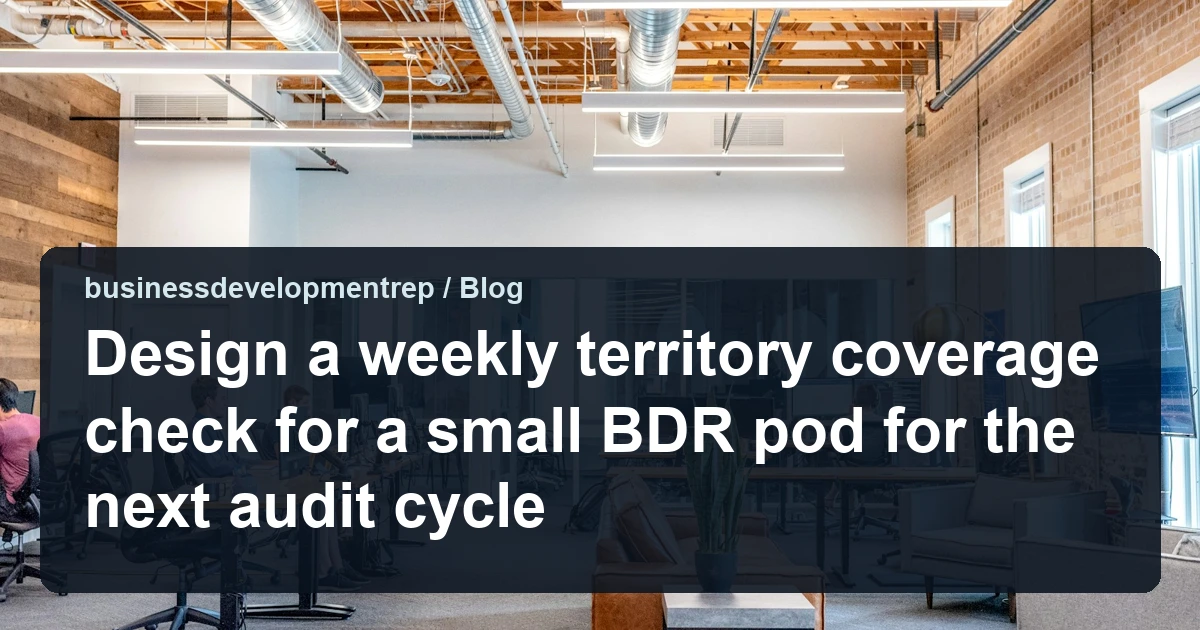 businessdevelopmentrep / Blog
Design a weekly territory coverage
check for a small BDR pod for the
next audit cycle